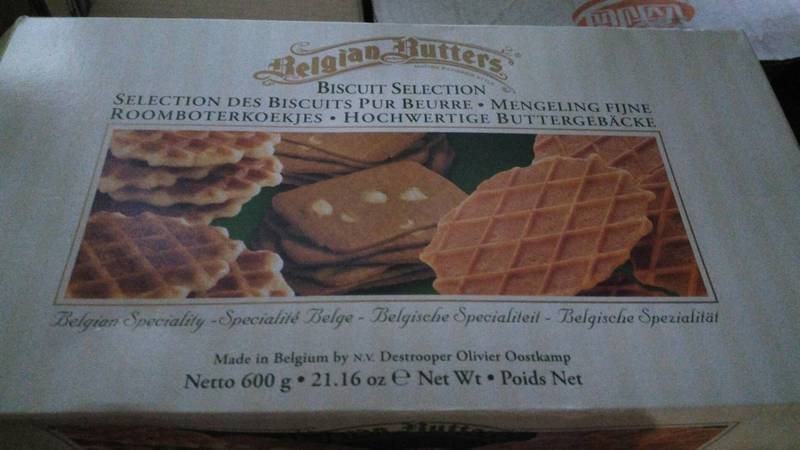 Belgian Butters
BISCUIT SELECTION
SELECTION DES BISCUITS PUR BEURRE • MENGELING FIJNE
ROOMBOTERKOEKJES • HOCHWERTIGE BUTTERGEBÄCKE
Belgian Speciality - Specialité Belge - Belgische Specialiteit - Belgische Spezialität
Made in Belgium by N.V. Destrooper Olivier Oostkamp
Netto 600 g • 21.16 oz ℮ Net Wt • Poids Net
Belgian Butters